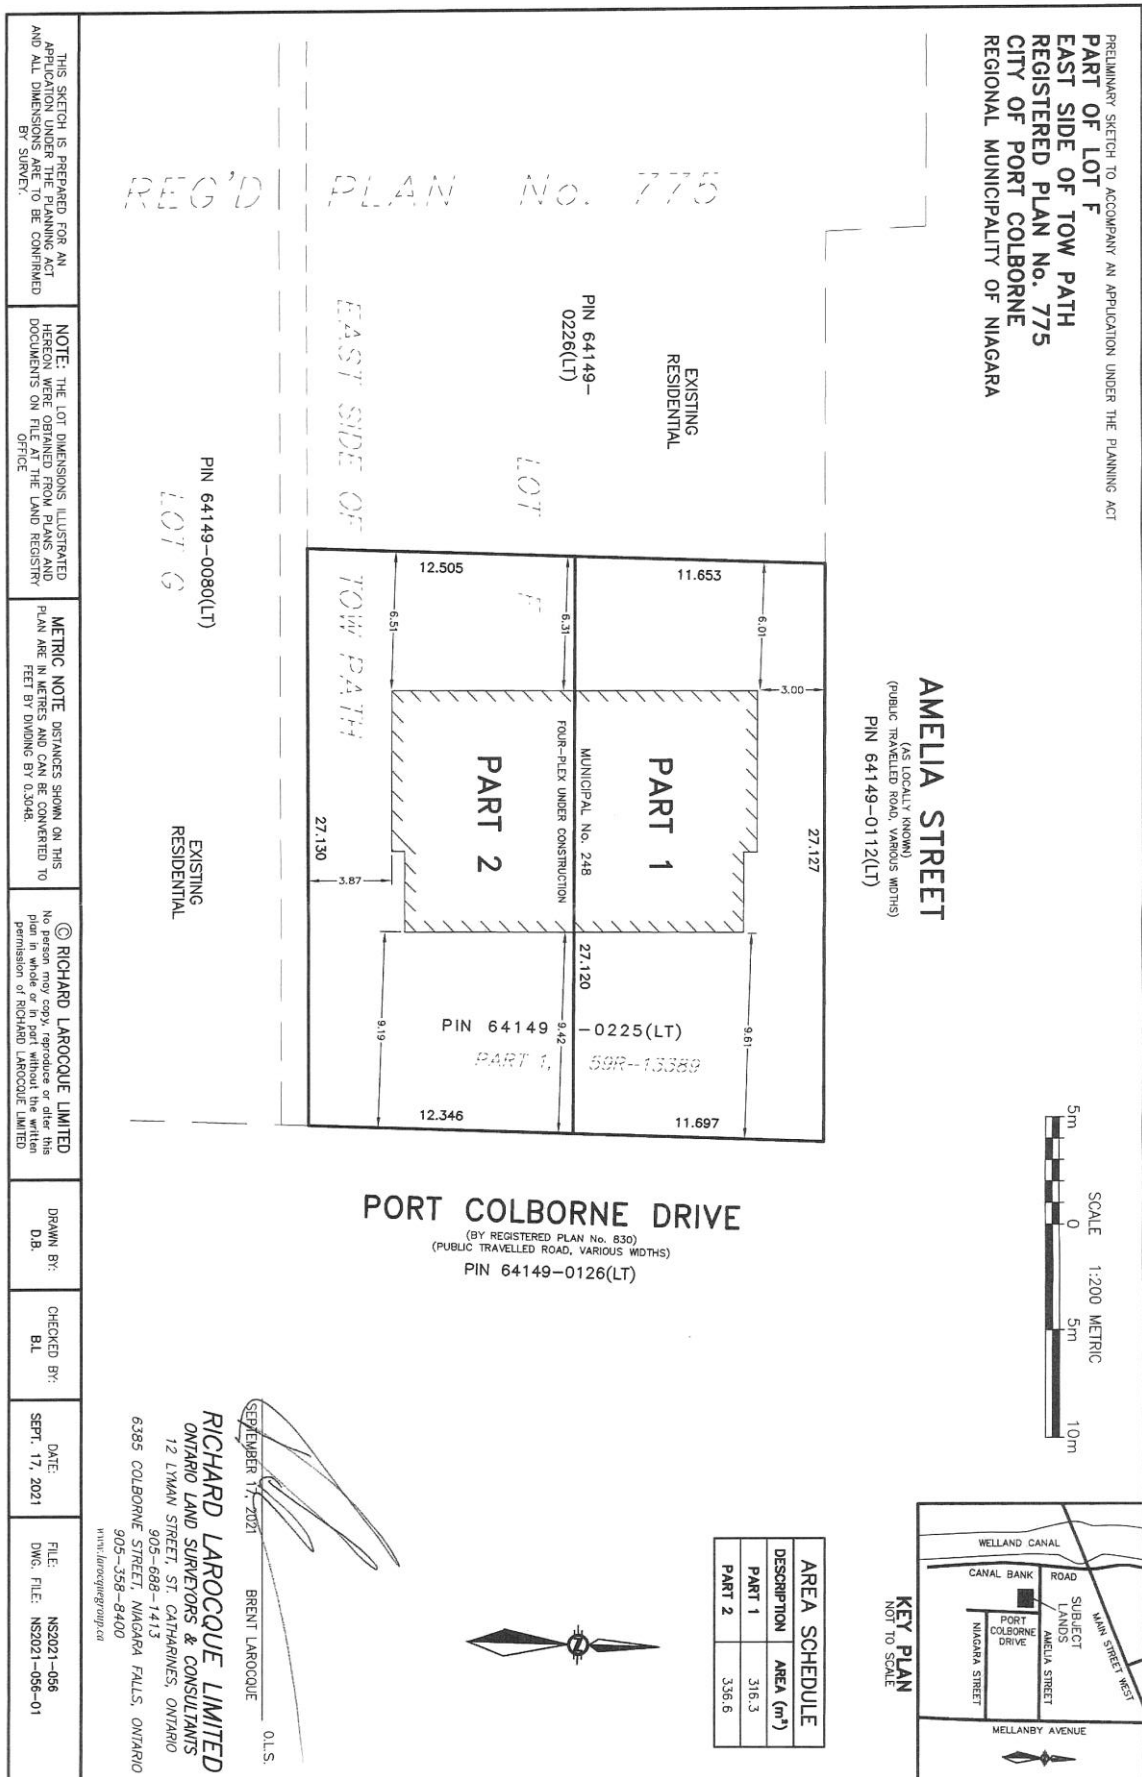 PRELIMINARY SKETCH TO ACCOMPANY AN APPLICATION UNDER THE PLANNING ACT
PART OF LOT F
EAST SIDE OF TOW PATH
REGISTERED PLAN No. 775
CITY OF PORT COLBORNE
REGIONAL MUNICIPALITY OF NIAGARA
SCALE 1:200 METRIC
5m
0
5m
10m
WELLAND CANAL
CANAL BANK
ROAD
MAIN STREET WEST
SUBJECT
LANDS
PORT
COLBORNE
DRIVE
AMELIA STREET
NIAGARA STREET
MELLANBY AVENUE
KEY PLAN
NOT TO SCALE
AMELIA STREET
(AS LOCALLY KNOWN)
(PUBLIC TRAVELLED ROAD, VARIOUS WIDTHS)
PIN 64149-0112(LT)
AREA SCHEDULE
DESCRIPTION
AREA (m²)
PART 1
316.3
PART 2
336.6
REG'D PLAN No. 775
EXISTING
RESIDENTIAL
PIN 64149-
0226(LT)
LOT F
EAST SIDE OF TOW PATH
27.127
11.653
6.01
3.00
PART 1
9.61
11.697
MUNICIPAL No. 248
27.120
FOUR-PLEX UNDER CONSTRUCTION
6.31
9.42
PIN 64149-0225(LT)
PART 1, 59R-13389
12.505
6.51
PART 2
9.19
12.346
3.87
27.130
PORT COLBORNE DRIVE
(BY REGISTERED PLAN No. 830)
(PUBLIC TRAVELLED ROAD, VARIOUS WIDTHS)
PIN 64149-0126(LT)
PIN 64149-0080(LT)
LOT G
EXISTING
RESIDENTIAL
SEPTEMBER 17, 2021
BRENT LAROCQUE
O.L.S.
RICHARD LAROCQUE LIMITED
ONTARIO LAND SURVEYORS & CONSULTANTS
12 LYMAN STREET, ST. CATHARINES, ONTARIO
905-688-1413
6385 COLBORNE STREET, NIAGARA FALLS, ONTARIO
905-358-8400
www.larocquegroup.ca
THIS SKETCH IS PREPARED FOR AN
APPLICATION UNDER THE PLANNING ACT
AND ALL DIMENSIONS ARE TO BE CONFIRMED
BY SURVEY.
NOTE: THE LOT DIMENSIONS ILLUSTRATED
HEREON WERE OBTAINED FROM PLANS AND
DOCUMENTS ON FILE AT THE LAND REGISTRY
OFFICE
METRIC NOTE DISTANCES SHOWN ON THIS
PLAN ARE IN METRES AND CAN BE CONVERTED TO
FEET BY DIVIDING BY 0.3048.
© RICHARD LAROCQUE LIMITED
No person may copy, reproduce or alter this
plan in whole or in part without the written
permission of RICHARD LAROCQUE LIMITED
DRAWN BY:
D.B.
CHECKED BY:
B.L
DATE:
SEPT. 17, 2021
FILE: NS2021-056
DWG. FILE: NS2021-056-01